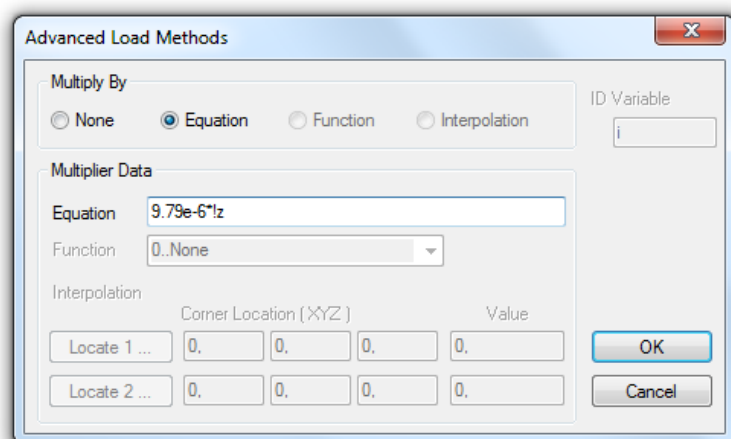 Advanced Load Methods
X
Multiply By
None Equation Function Interpolation
ID Variable
i
Multiplier Data
Equation 9.79e-6*!z
Function 0..None
Interpolation
Corner Location ( XYZ ) Value
Locate 1 ... 0, 0, 0, 0,
Locate 2 ... 0, 0, 0, 0,
OK
Cancel